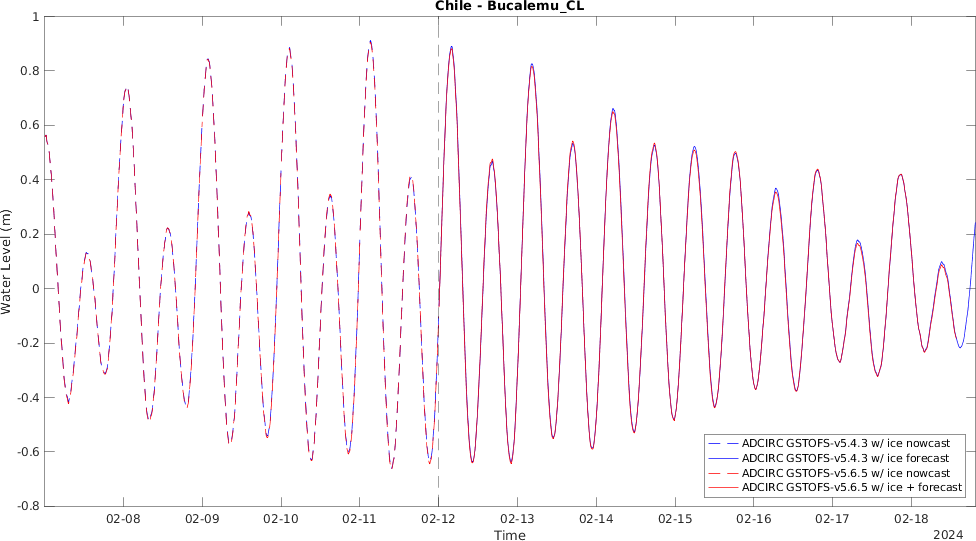 Chile - Bucalemu_CL
1
0.8
0.6
0.4
0.2
0
-0.2
-0.4
-0.6
-0.8
Water Level (m)
ADCIRC GSTOFS-v5.4.3 w/ ice nowcast
ADCIRC GSTOFS-v5.4.3 w/ ice forecast
ADCIRC GSTOFS-v5.6.5 w/ ice nowcast
ADCIRC GSTOFS-v5.6.5 w/ ice + forecast
02-08 02-09 02-10 02-11 02-12 02-13 02-14 02-15 02-16 02-17 02-18
Time
2024